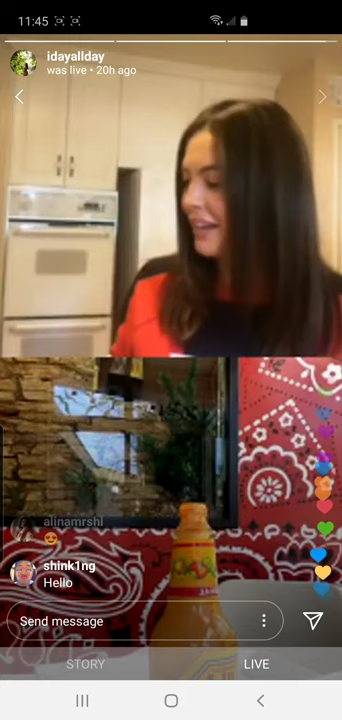 11:45
idayallday
was live • 20h ago
alinamrshl
😍
shink1ng
Hello
Send message
STORY
LIVE